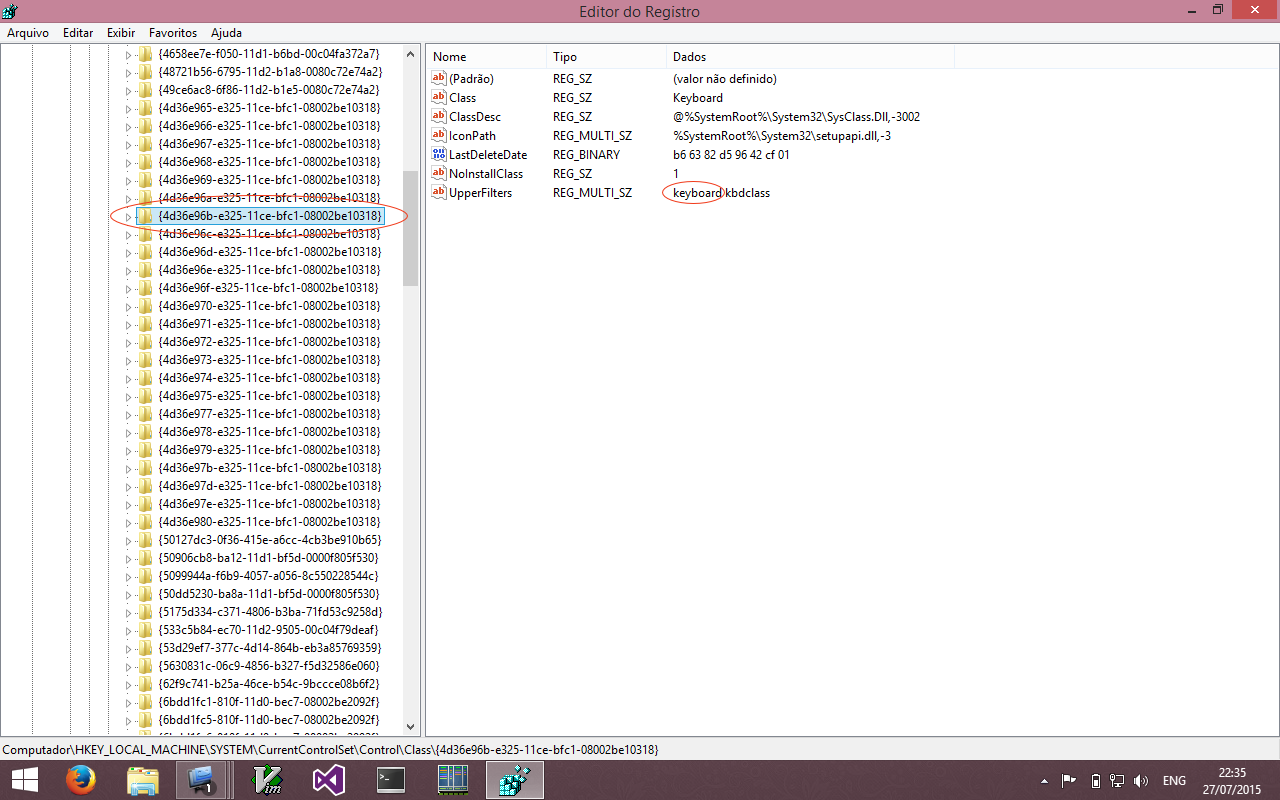 Editor do Registro
Arquivo Editar Exibir Favoritos Ajuda
{4658ee7e-f050-11d1-b6bd-00c04fa372a7}
{48721b56-6795-11d2-b1a8-0080c72e74a2}
{49ce6ac8-6f86-11d2-b1e5-0080c72e74a2}
{4d36e965-e325-11ce-bfc1-08002be10318}
{4d36e966-e325-11ce-bfc1-08002be10318}
{4d36e967-e325-11ce-bfc1-08002be10318}
{4d36e968-e325-11ce-bfc1-08002be10318}
{4d36e969-e325-11ce-bfc1-08002be10318}
{4d36e96a-e325-11ce-bfc1-08002be10318}
{4d36e96b-e325-11ce-bfc1-08002be10318}
{4d36e96c-e325-11ce-bfc1-08002be10318}
{4d36e96d-e325-11ce-bfc1-08002be10318}
{4d36e96e-e325-11ce-bfc1-08002be10318}
{4d36e96f-e325-11ce-bfc1-08002be10318}
{4d36e970-e325-11ce-bfc1-08002be10318}
{4d36e971-e325-11ce-bfc1-08002be10318}
{4d36e972-e325-11ce-bfc1-08002be10318}
{4d36e973-e325-11ce-bfc1-08002be10318}
{4d36e974-e325-11ce-bfc1-08002be10318}
{4d36e975-e325-11ce-bfc1-08002be10318}
{4d36e977-e325-11ce-bfc1-08002be10318}
{4d36e978-e325-11ce-bfc1-08002be10318}
{4d36e979-e325-11ce-bfc1-08002be10318}
{4d36e97b-e325-11ce-bfc1-08002be10318}
{4d36e97d-e325-11ce-bfc1-08002be10318}
{4d36e97e-e325-11ce-bfc1-08002be10318}
{4d36e980-e325-11ce-bfc1-08002be10318}
{50127dc3-0f36-415e-a6cc-4cb3be910b65}
{50906cb8-ba12-11d1-bf5d-0000f805f530}
{5099944a-f6b9-4057-a056-8c550228544c}
{50dd5230-ba8a-11d1-bf5d-0000f805f530}
{5175d334-c371-4806-b3ba-71fd53c9258d}
{533c5b84-ec70-11d2-9505-00c04f79deaf}
{53d29ef7-377c-4d14-864b-eb3a85769359}
{5630831c-06c9-4856-b327-f5d32586e060}
{62f9c741-b25a-46ce-b54c-9bccce08b6f2}
{6bdd1fc1-810f-11d0-bec7-08002be2092f}
{6bdd1fc5-810f-11d0-bec7-08002be2092f}
Nome Tipo Dados
(Padrão) REG_SZ (valor não definido)
Class REG_SZ Keyboard
ClassDesc REG_SZ @%SystemRoot%\System32\SysClass.Dll,-3002
IconPath REG_MULTI_SZ %SystemRoot%\System32\setupapi.dll,-3
LastDeleteDate REG_BINARY b6 63 82 d5 96 42 cf 01
NoInstallClass REG_SZ 1
UpperFilters REG_MULTI_SZ keyboard kbdclass
Computador\HKEY_LOCAL_MACHINE\SYSTEM\CurrentControlSet\Control\Class\{4d36e96b-e325-11ce-bfc1-08002be10318}
1
Vim
ENG
22:35
27/07/2015